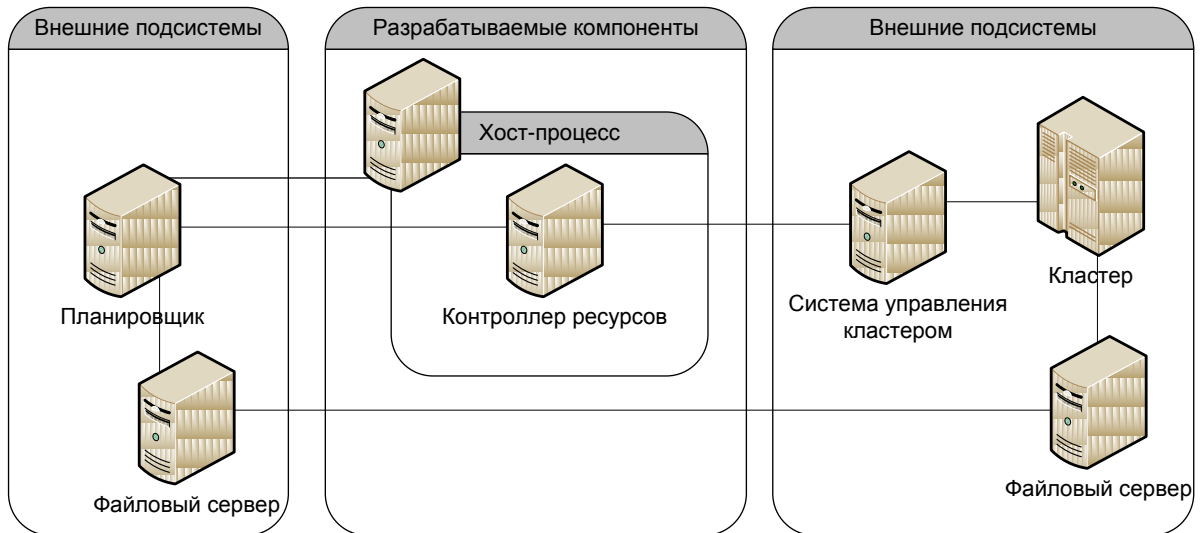 Внешние подсистемы
Разрабатываемые компоненты
Внешние подсистемы
Хост-процесс
Планировщик
Контроллер ресурсов
Система управления
кластером
Кластер
Файловый сервер
Файловый сервер